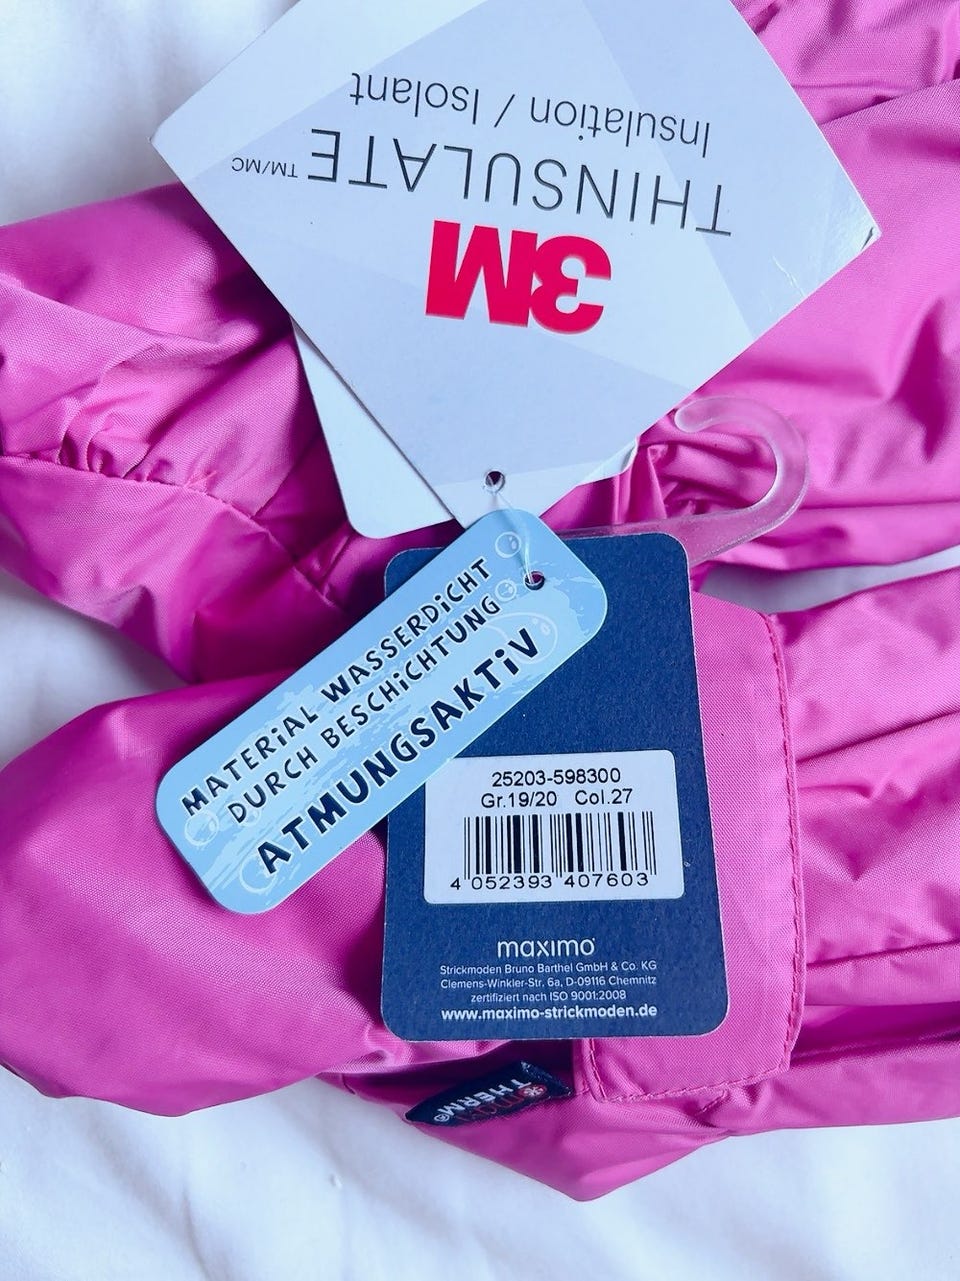 3M
THINSULATE™/MC
Insulation / Isolant
MATERiAL WASSERDiCHT
DURCH BESCHiCHTUNG
ATMUNGSAKTiV
25203-598300
Gr.19/20 Col.27
4 052393 407603
maximo
Strickmoden Bruno Barthel GmbH & Co. KG
Clemens-Winkler-Str. 6a, D-09116 Chemnitz
zertifiziert nach ISO 9001:2008
www.maximo-strickmoden.de
THERM®